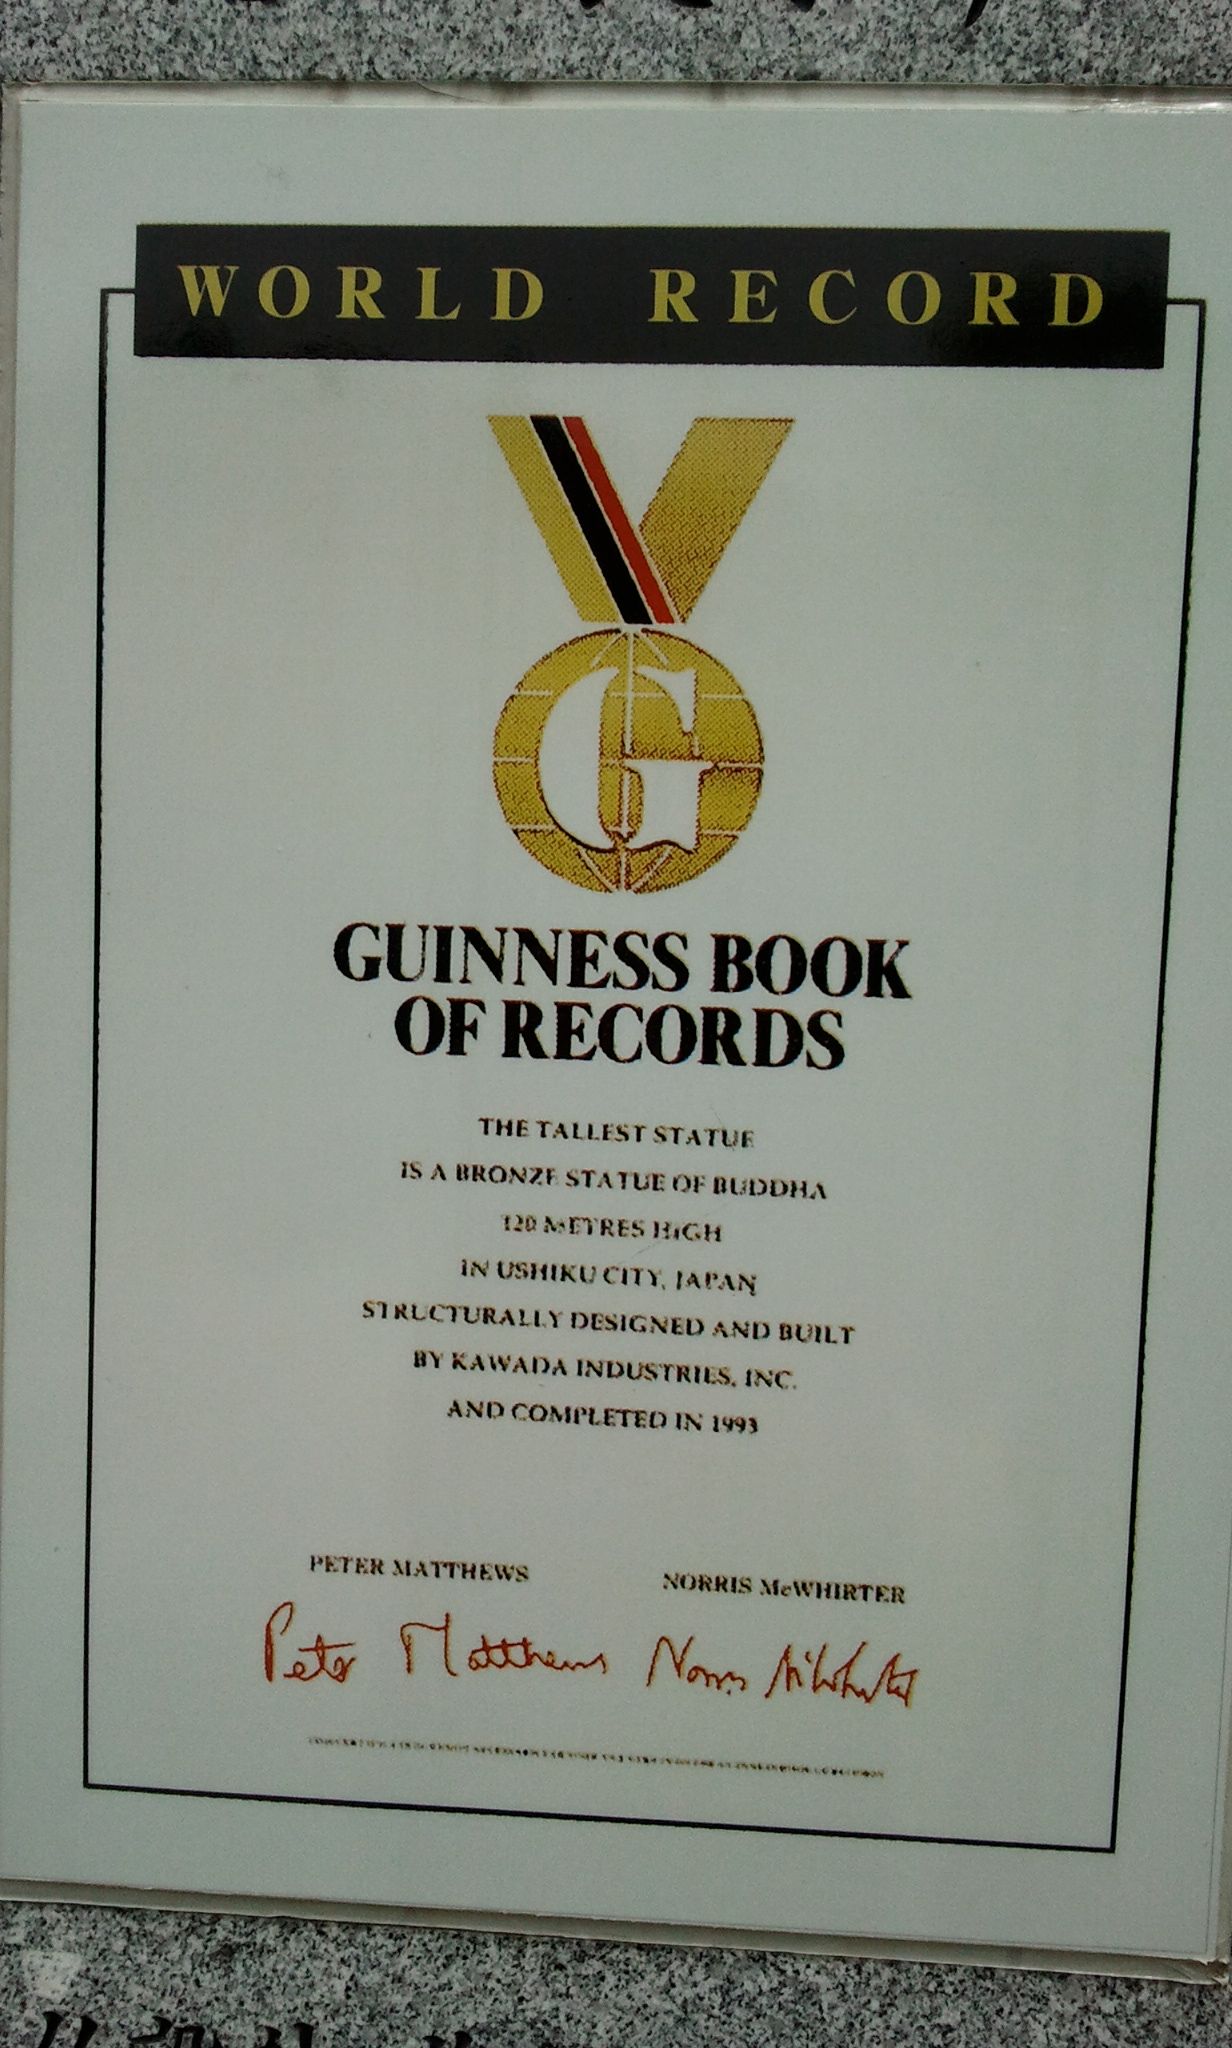 WORLD RECORD
G
GUINNESS BOOK
OF RECORDS
THE TALLEST STATUE
IS A BRONZE STATUE OF BUDDHA
120 METRES HIGH
IN USHIKU CITY, JAPAN
STRUCTURALLY DESIGNED AND BUILT
BY KAWADA INDUSTRIES, INC.
AND COMPLETED IN 1993
PETER MATTHEWS NORRIS McWHIRTER
Peter Matthews Norris McWhirter